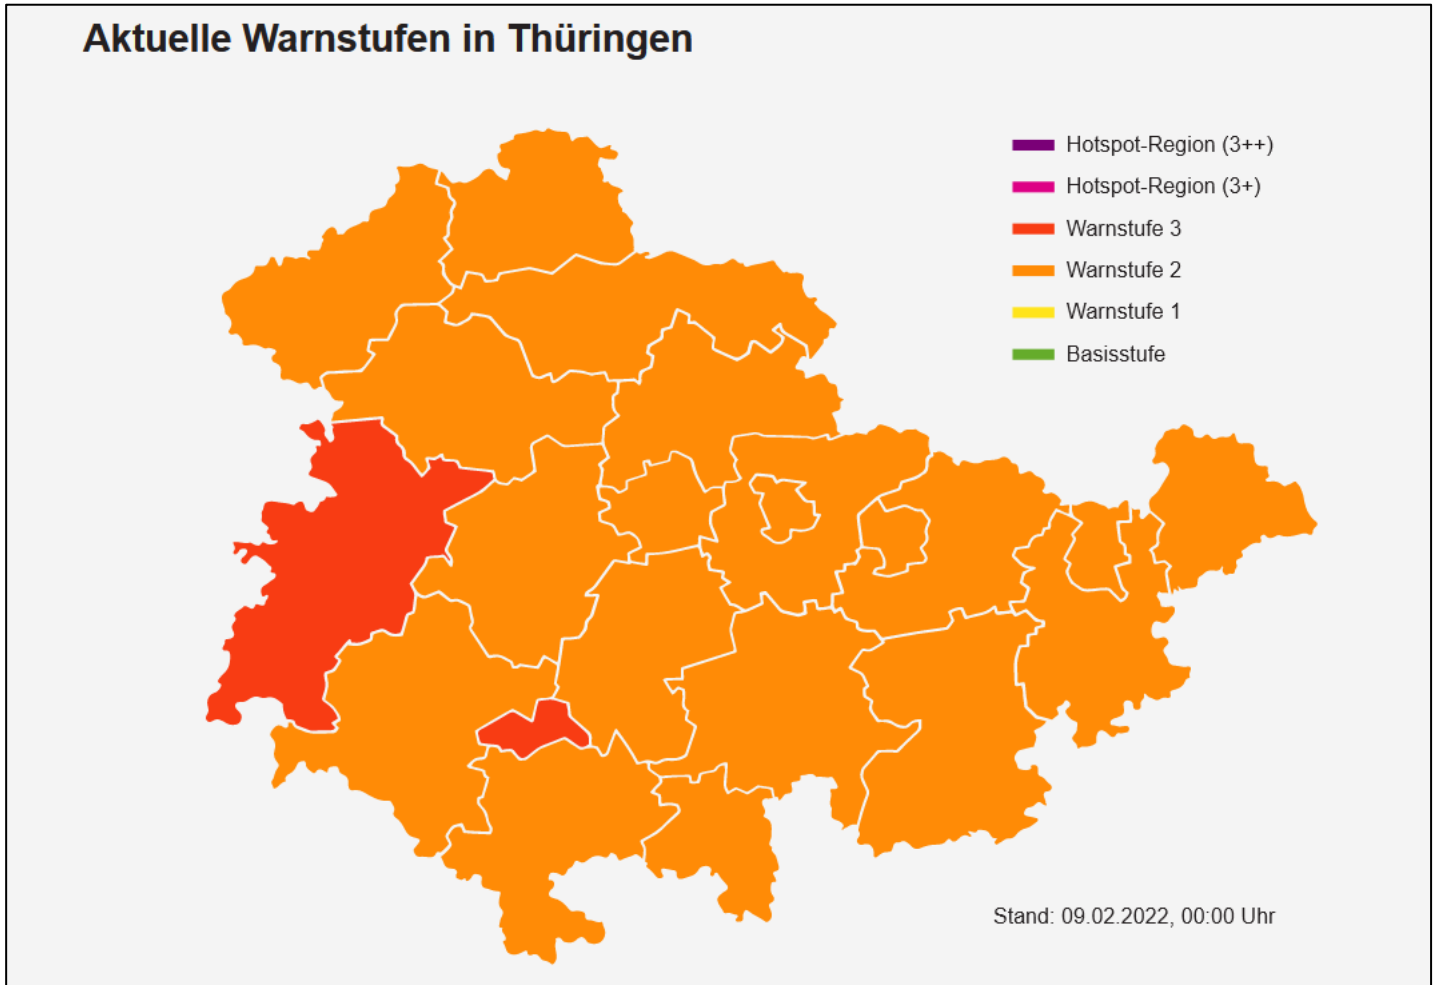 Aktuelle Warnstufen in Thüringen
Hotspot-Region (3++)
Hotspot-Region (3+)
Warnstufe 3
Warnstufe 2
Warnstufe 1
Basisstufe
Stand: 09.02.2022, 00:00 Uhr